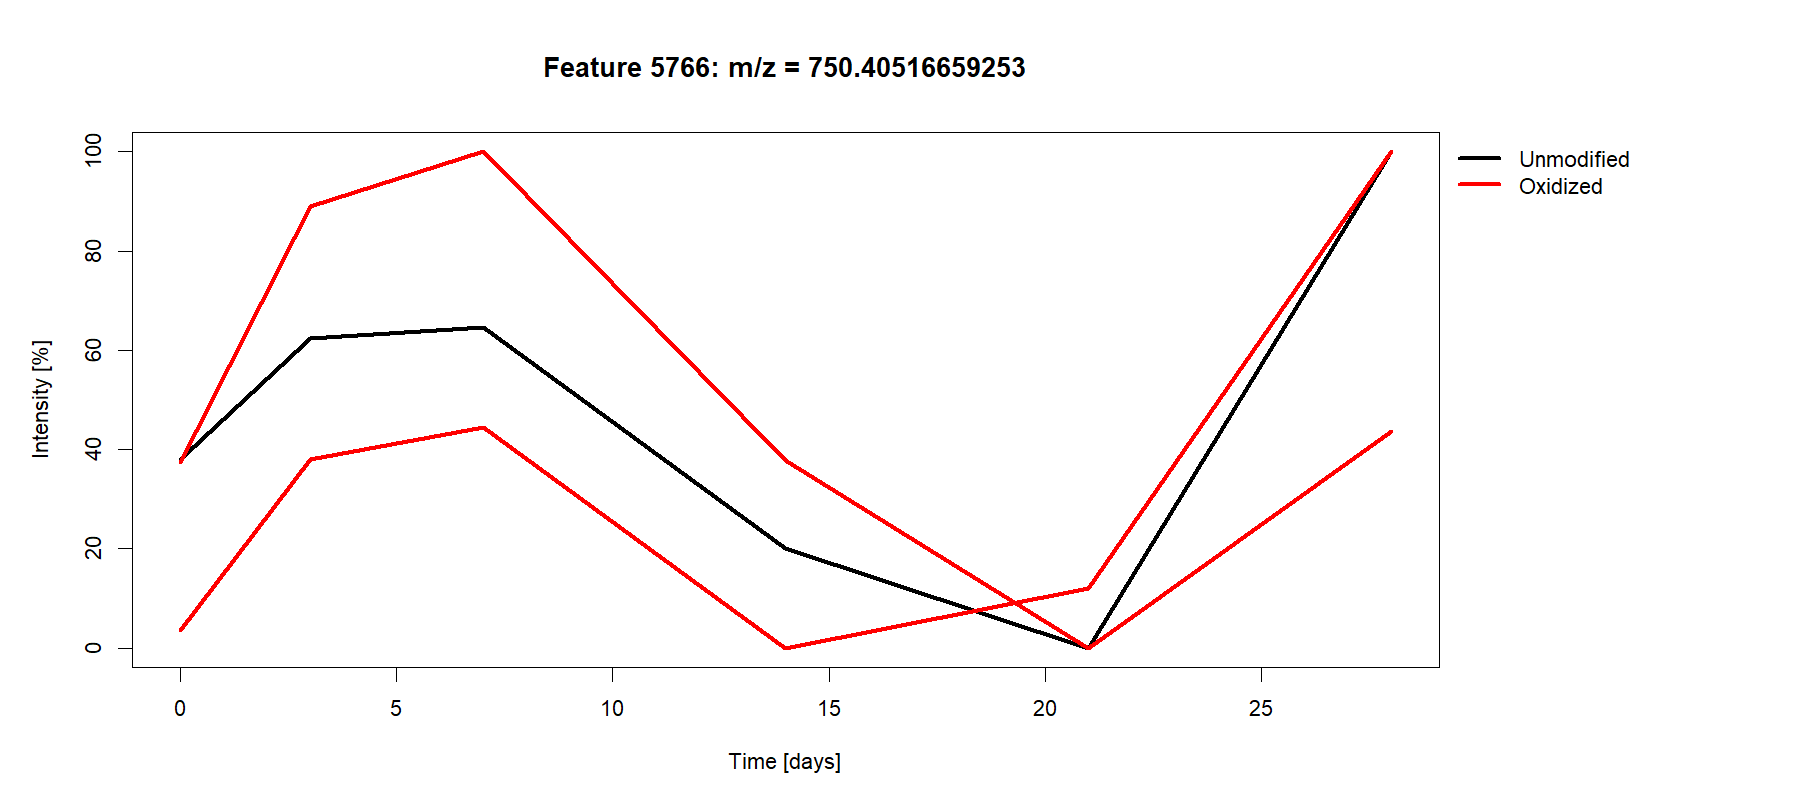 Feature 5766: m/z = 750.40516659253
Unmodified
Oxidized
Intensity [%]
100
80
60
40
20
0
0 5 10 15 20 25
Time [days]